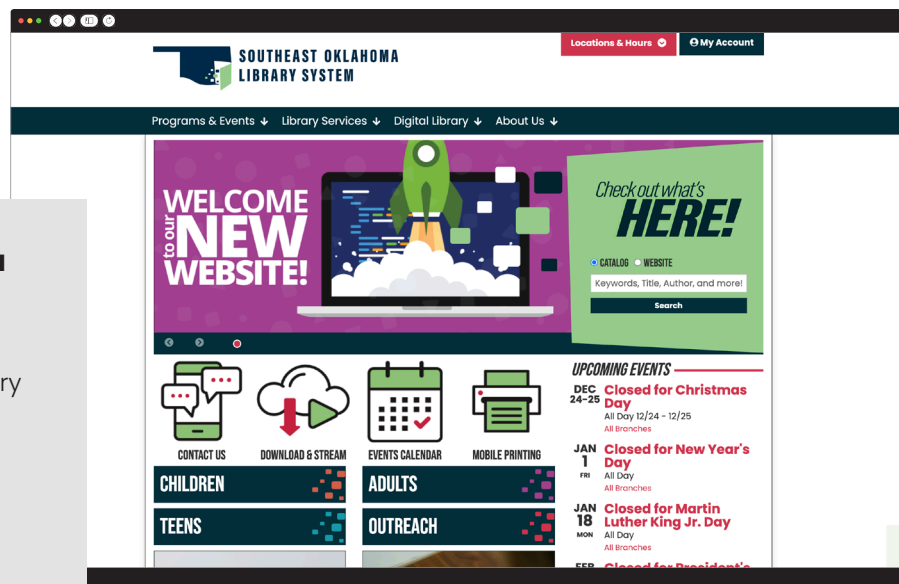 SOUTHEAST OKLAHOMA
LIBRARY SYSTEM
Locations & Hours
My Account
Programs & Events
Library Services
Digital Library
About Us
WELCOME
to our
NEW
WEBSITE!
Check out what's
HERE!
CATALOG
WEBSITE
Keywords, Title, Author, and more!
Search
ry
CONTACT US
DOWNLOAD & STREAM
EVENTS CALENDAR
MOBILE PRINTING
CHILDREN
ADULTS
TEENS
OUTREACH
UPCOMING EVENTS
DEC
24-25
Closed for Christmas
Day
All Day 12/24 - 12/25
All Branches
JAN
1
FRI
Closed for New Year's
Day
All Day
All Branches
JAN
18
MON
Closed for Martin
Luther King Jr. Day
All Day
All Branches
FEB
Closed for President's